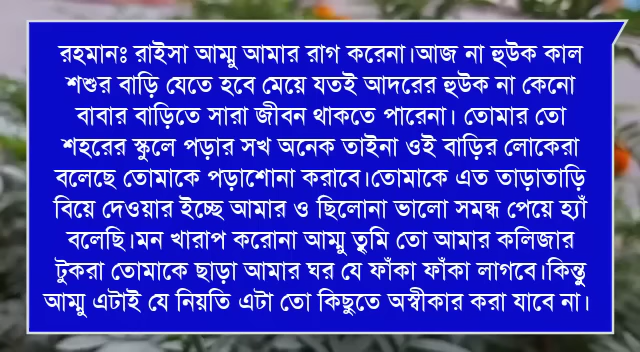 রহমানঃ রাইসা আম্মু আমার রাগ করেনা।আজ না হুউক কাল
শশুর বাড়ি যেতে হবে মেয়ে যতই আদরের হুউক না কেনো
বাবার বাড়িতে সারা জীবন থাকতে পারেনা। তোমার তো
শহরের স্কুলে পড়ার সখ অনেক তাইনা ওই বাড়ির লোকেরা
বলেছে তোমাকে পড়াশোনা করাবে।তোমাকে এত তাড়াতাড়ি
বিয়ে দেওয়ার ইচ্ছে আমার ও ছিলোনা ভালো সমন্ধ পেয়ে হ্যাঁ
বলেছি।মন খারাপ করোনা আম্মু তুমি তো আমার কলিজার
টুকরা তোমাকে ছাড়া আমার ঘর যে ফাঁকা ফাঁকা লাগবে।কিন্তু
আম্মু এটাই যে নিয়তি এটা তো কিছুতে অস্বীকার করা যাবে না।